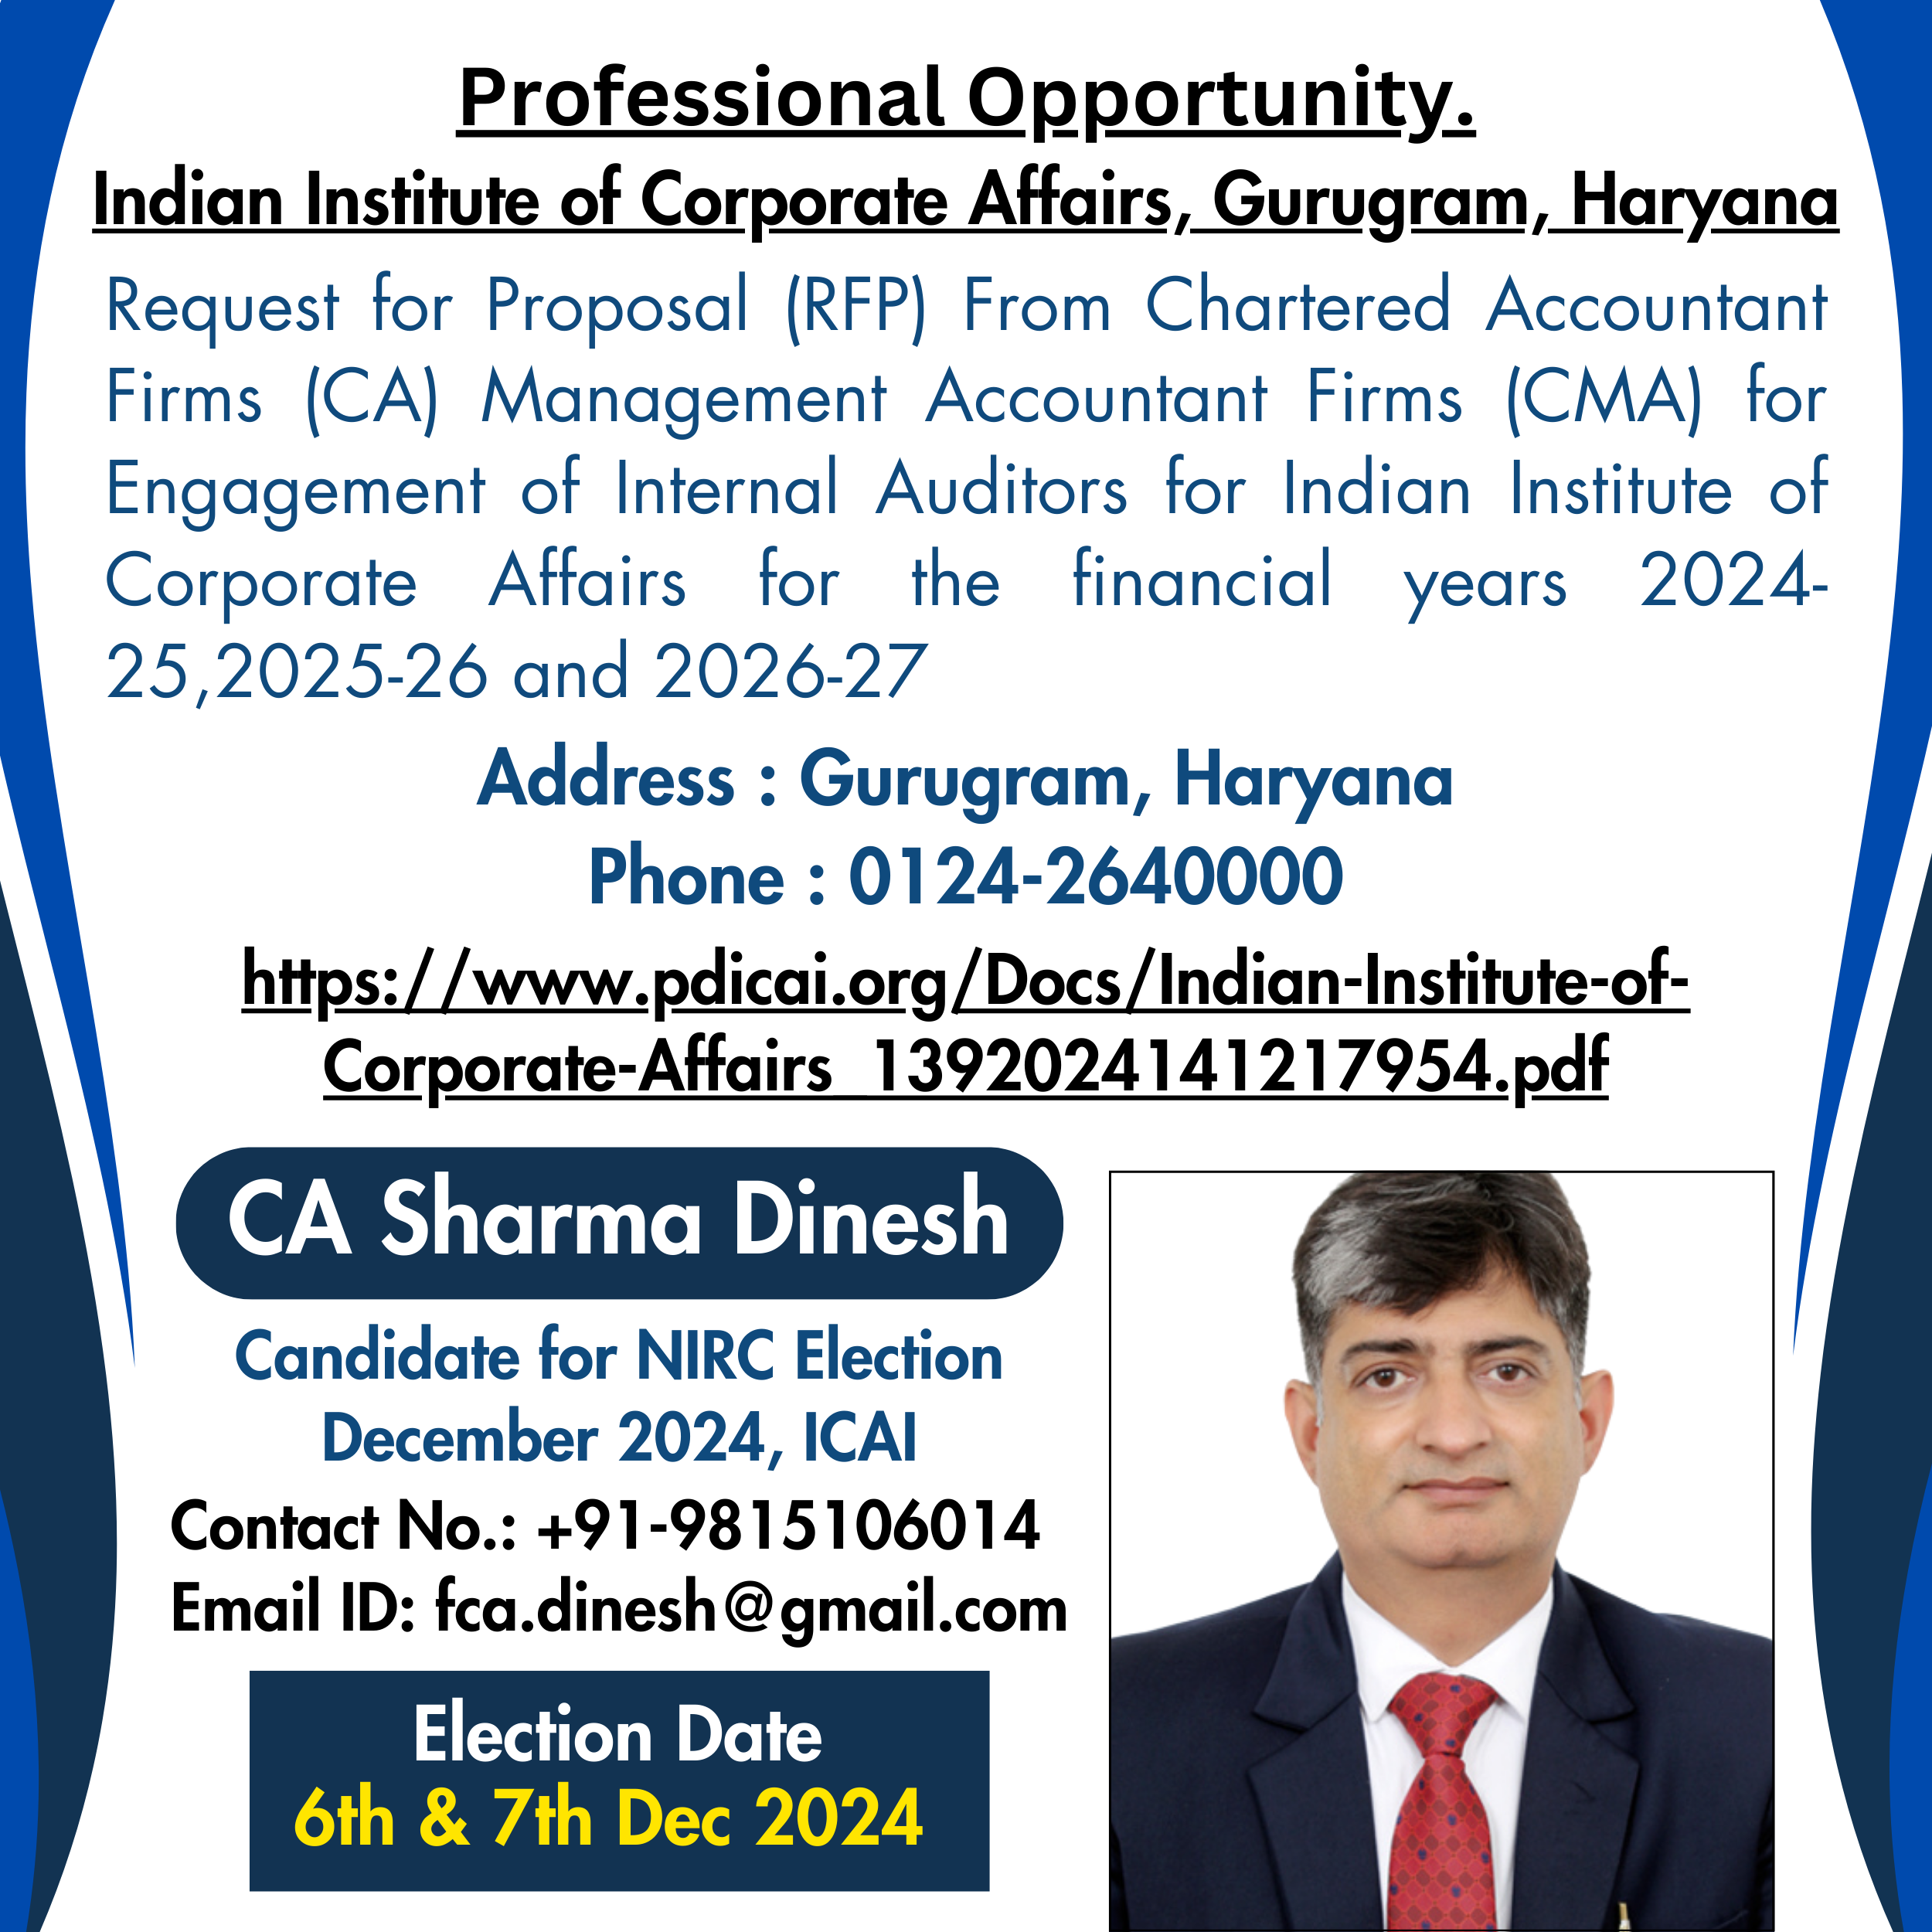 Professional Opportunity.
Indian Institute of Corporate Affairs, Gurugram, Haryana
Request for Proposal (RFP) From Chartered Accountant
Firms (CA) Management Accountant Firms (CMA) for
Engagement of Internal Auditors for Indian Institute of
Corporate Affairs for the financial years 2024-
25,2025-26 and 2026-27
Address : Gurugram, Haryana
Phone : 0124-2640000
https://www.pdicai.org/Docs/Indian-Institute-of-
Corporate-Affairs_1392024141217954.pdf
CA Sharma Dinesh
Candidate for NIRC Election
December 2024, ICAI
Contact No.: +91-9815106014
Email ID: fca.dinesh@gmail.com
Election Date
6th & 7th Dec 2024